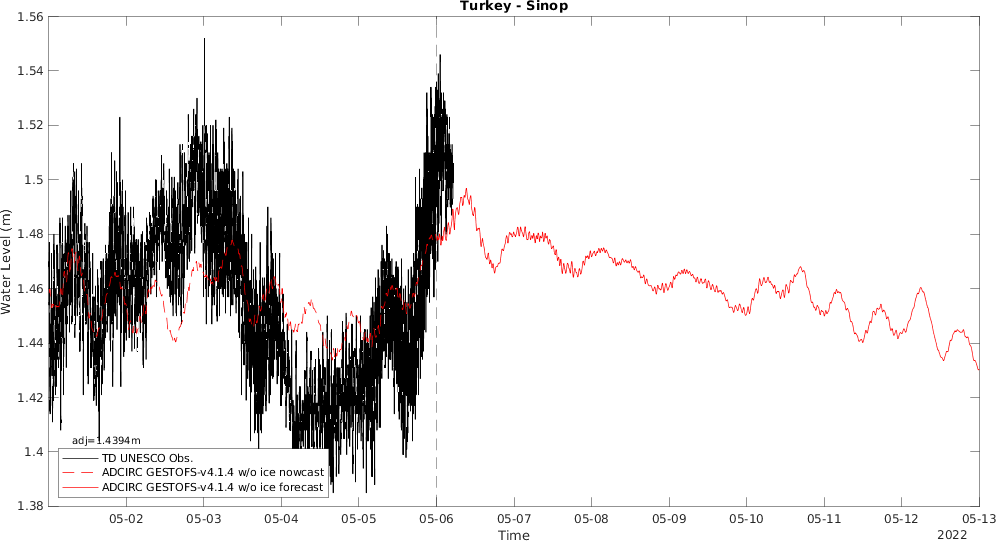 Turkey - Sinop
1.56
1.54
1.52
1.5
1.48
1.46
1.44
1.42
1.4
1.38
Water Level (m)
adj=1.4394m
TD UNESCO Obs.
ADCIRC GESTOFS-v4.1.4 w/o ice nowcast
ADCIRC GESTOFS-v4.1.4 w/o ice forecast
05-02 05-03 05-04 05-05 05-06 05-07 05-08 05-09 05-10 05-11 05-12 05-13
Time
2022